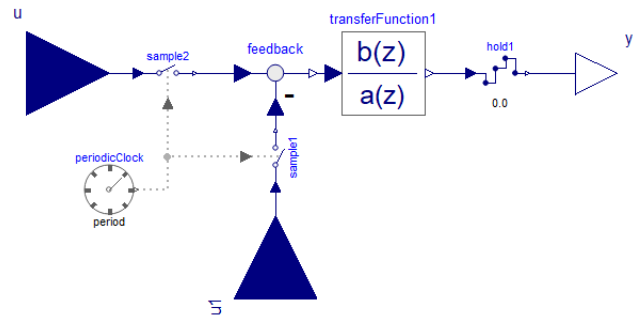 u
transferFunction1
y
sample2
feedback
hold1
b(z)
a(z)
-
0.0
periodicClock
sample1
period
u1